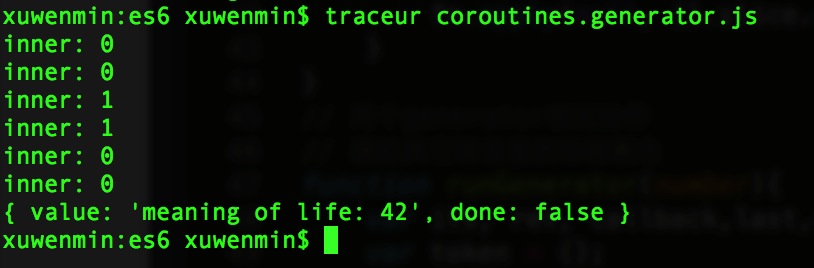 xuwenmin:es6 xuwenmin$ traceur coroutines.generator.js
inner: 0
inner: 0
inner: 1
inner: 1
inner: 0
inner: 0
{ value: 'meaning of life: 42', done: false }
xuwenmin:es6 xuwenmin$